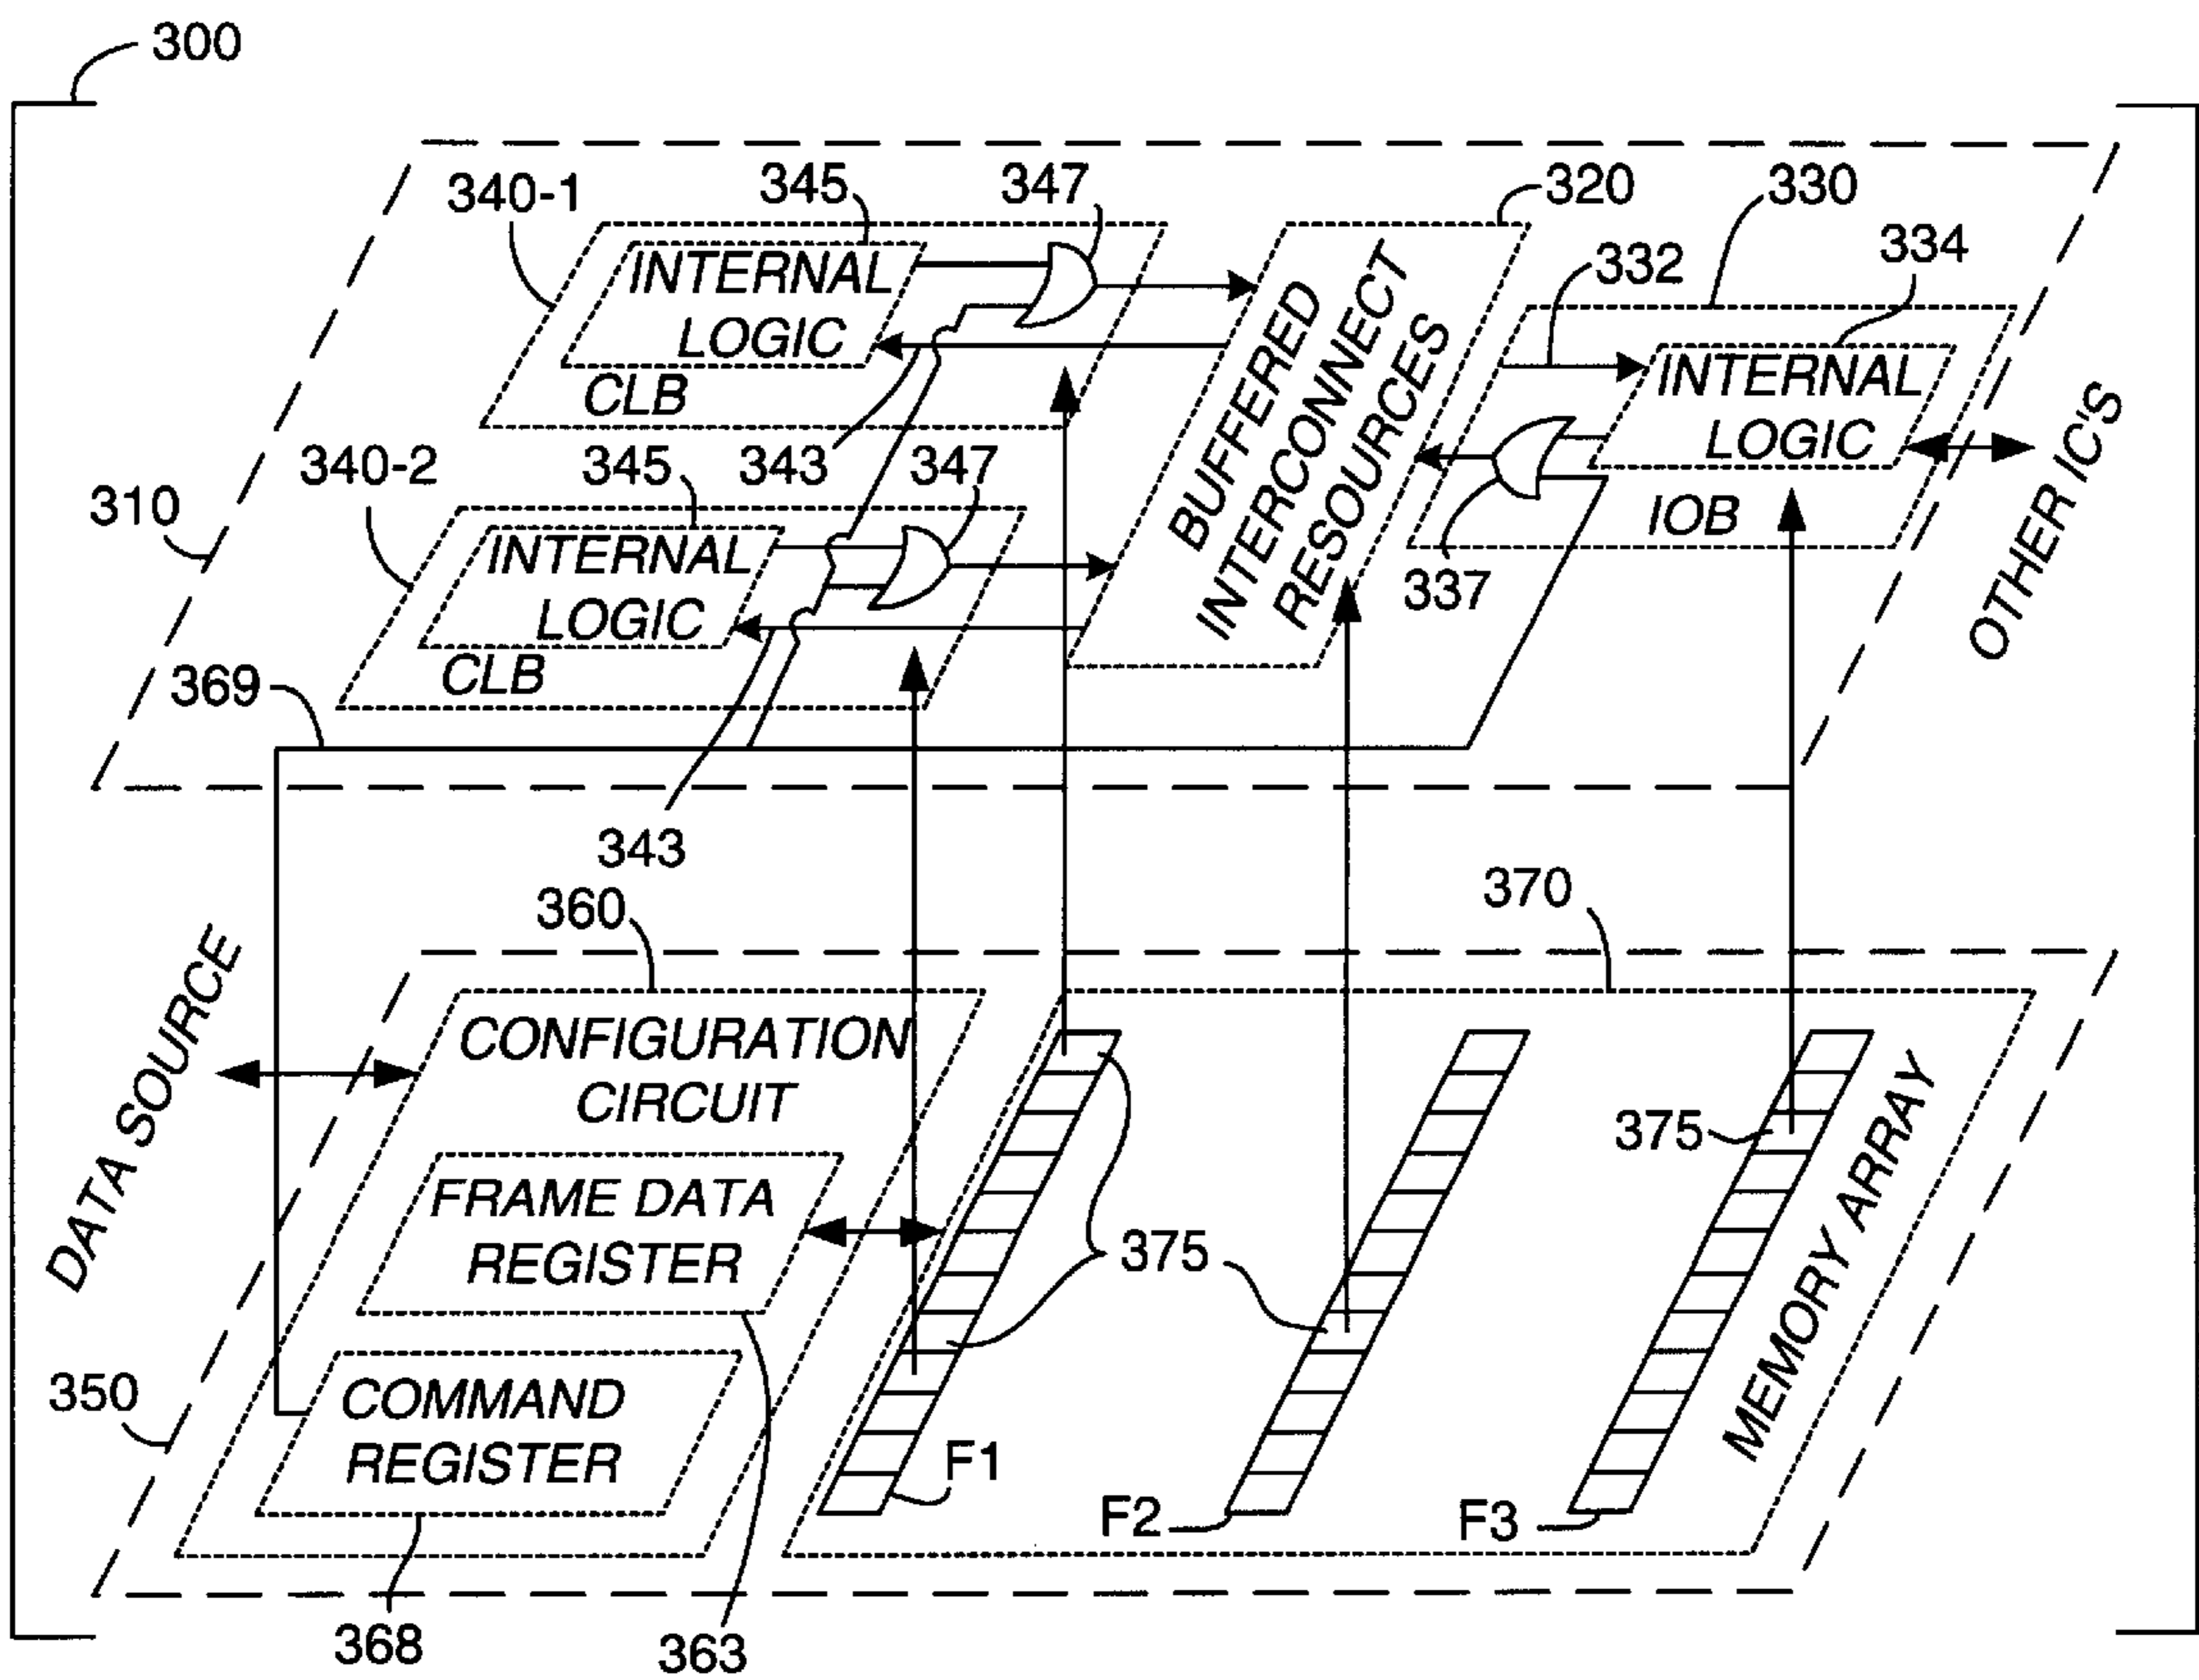 300
340-1
345
347
320
330
334
332
INTERNAL
LOGIC
CLB
BUFFERED
INTERCONNECT
RESOURCES
INTERNAL
LOGIC
IOB
OTHER IC'S
340-2
345
343
347
310
INTERNAL
LOGIC
CLB
337
369
343
360
370
DATA SOURCE
CONFIGURATION
CIRCUIT
FRAME DATA
REGISTER
375
375
MEMORY ARRAY
350
COMMAND
REGISTER
F1
F2
F3
368
363